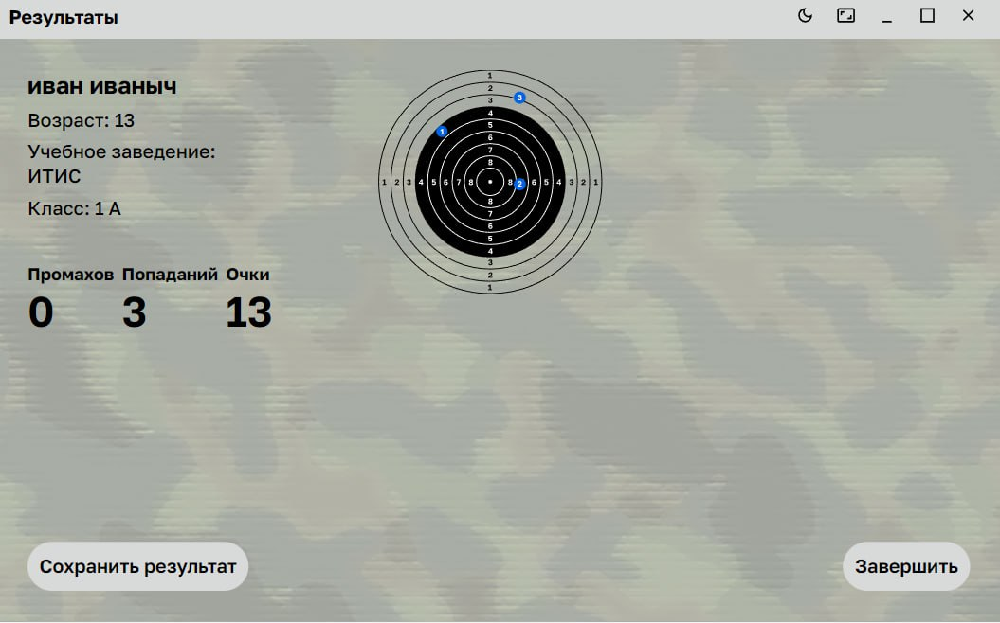 Результаты
иван иваныч
Возраст: 13
Учебное заведение:
ИТИС
Класс: 1 А
Промахов Попаданий Очки
0 3 13
1
2
3
3
4
1
5
6
7
8
1 2 3 4 5 6 7 8 8 2 6 5 4 3 2 1
8
7
6
5
4
3
2
1
Сохранить результат
Завершить